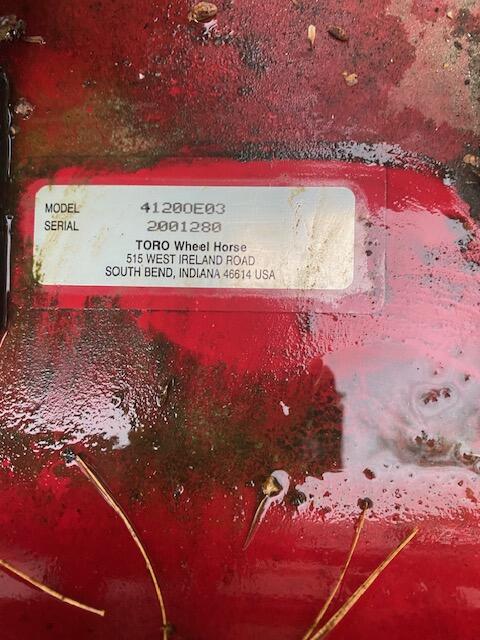 MODEL 41200E03
SERIAL 2001280
TORO Wheel Horse
515 WEST IRELAND ROAD
SOUTH BEND, INDIANA 46614 USA